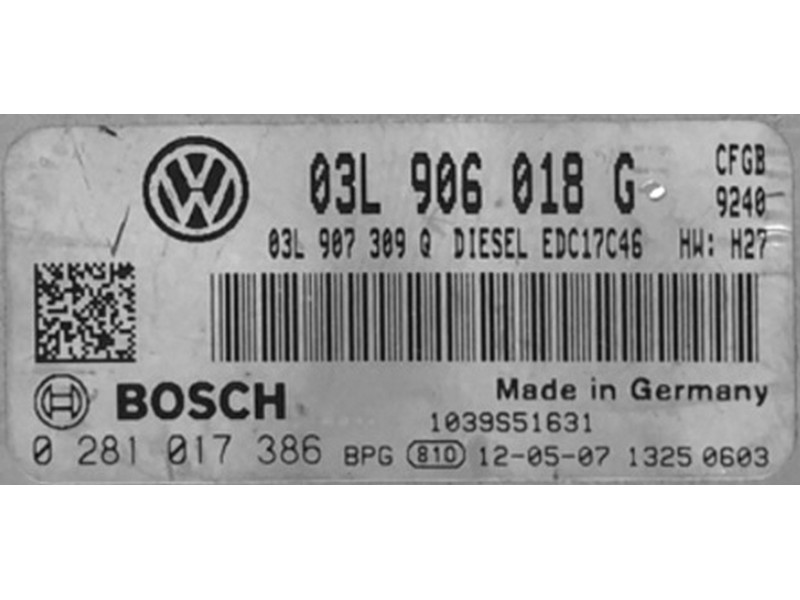 03L 906 018 G CFGB
9240
03L 907 309 Q DIESEL EDC17C46 HW: H27
BOSCH
Made in Germany
1039S51631
0 281 017 386 BPG 810 12-05-07 1325 0603